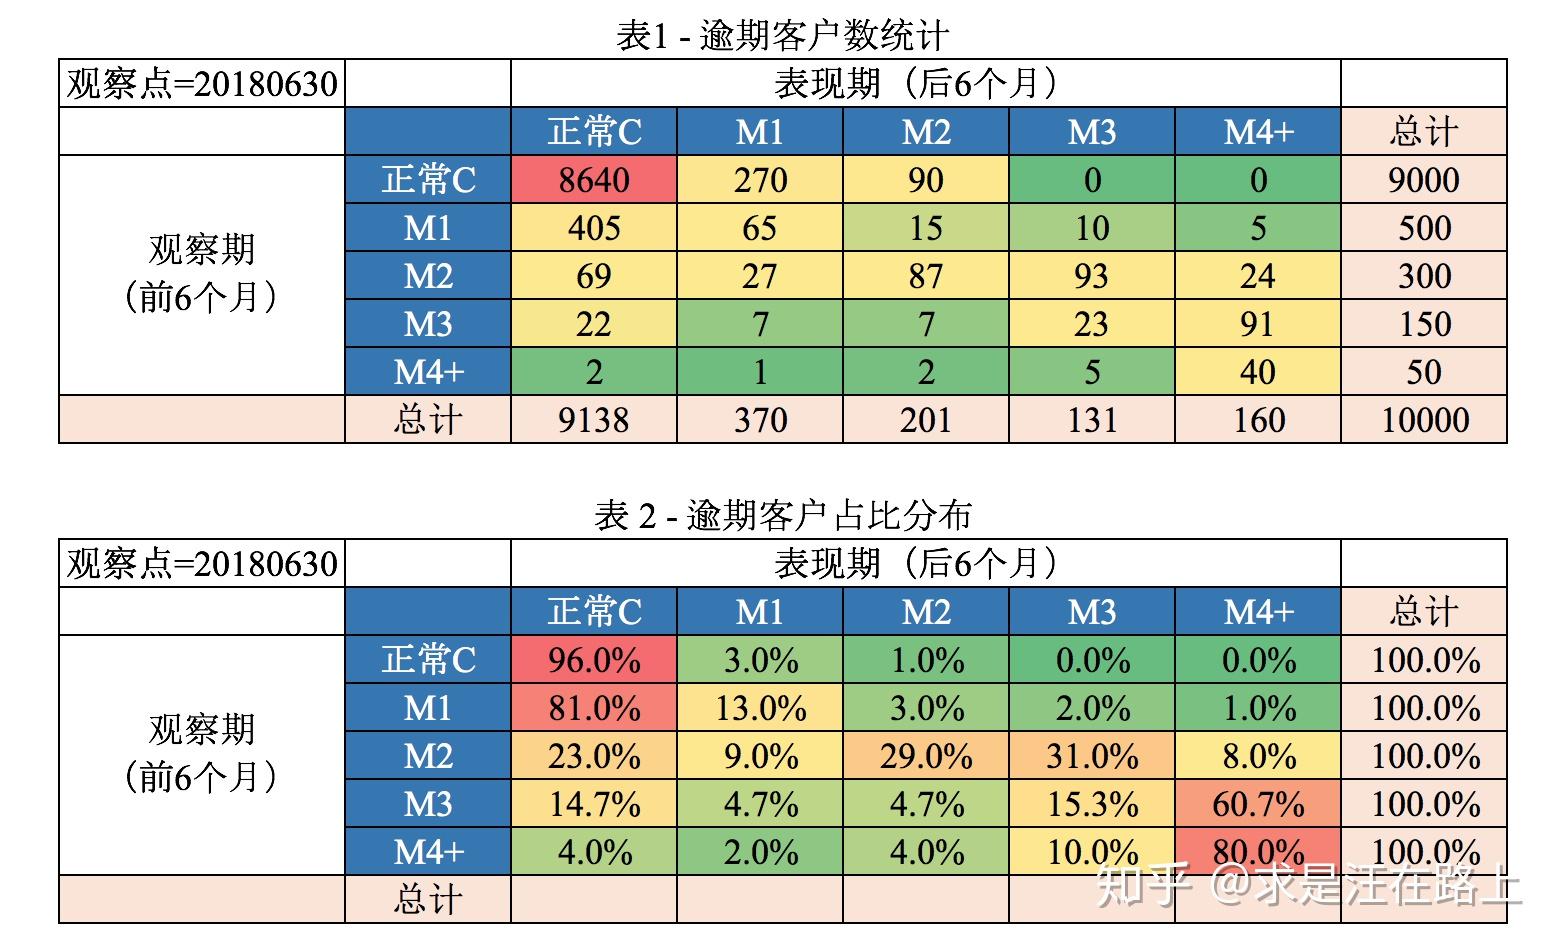 表1 - 逾期客户数统计
观察点=20180630 表现期（后6个月）
正常C M1 M2 M3 M4+ 总计
正常C 8640 270 90 0 0 9000
M1 405 65 15 10 5 500
观察期
（前6个月）
M2 69 27 87 93 24 300
M3 22 7 7 23 91 150
M4+ 2 1 2 5 40 50
总计 9138 370 201 131 160 10000
表 2 - 逾期客户占比分布
观察点=20180630 表现期（后6个月）
正常C M1 M2 M3 M4+ 总计
正常C 96.0% 3.0% 1.0% 0.0% 0.0% 100.0%
M1 81.0% 13.0% 3.0% 2.0% 1.0% 100.0%
观察期
（前6个月）
M2 23.0% 9.0% 29.0% 31.0% 8.0% 100.0%
M3 14.7% 4.7% 4.7% 15.3% 60.7% 100.0%
M4+ 4.0% 2.0% 4.0% 10.0% 80.0% 100.0%
总计
知乎 @求是汪在路上